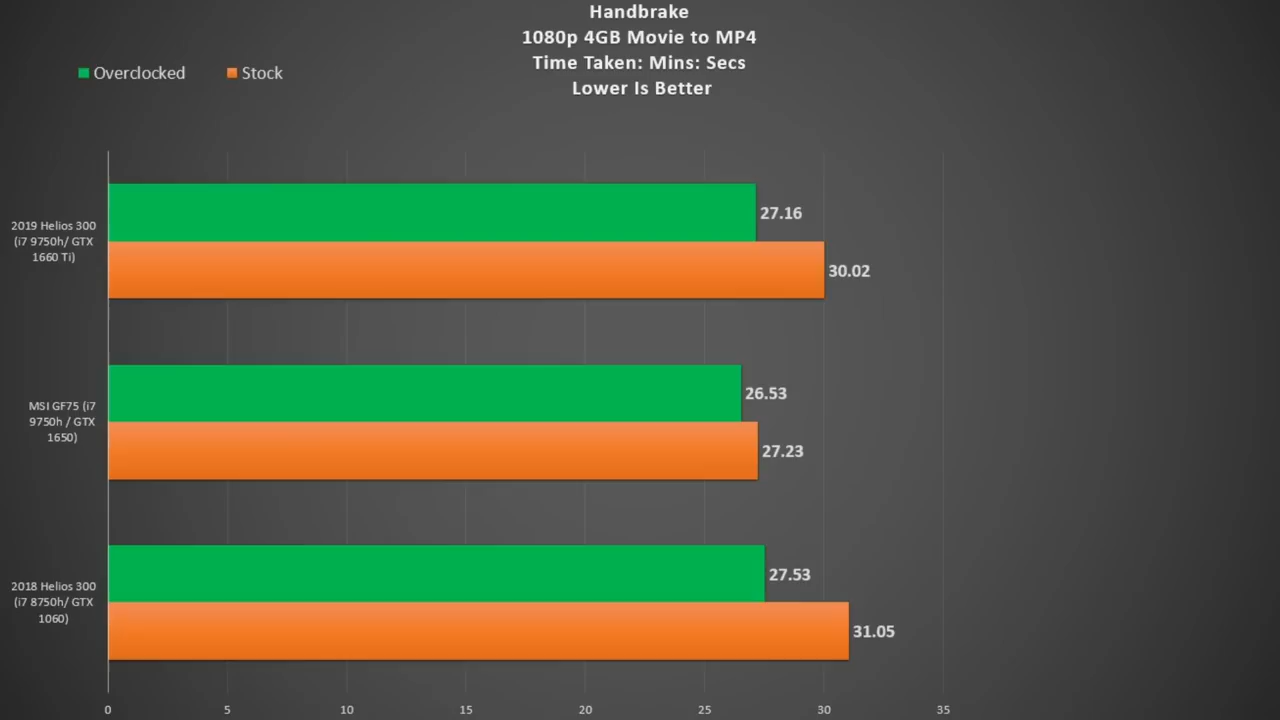 Handbrake
1080p 4GB Movie to MP4
Time Taken: Mins: Secs
Lower Is Better
Overclocked
Stock
2019 Helios 300
(i7 9750h/ GTX
1660 Ti)
27.16
30.02
MSI GF75 (i7
9750h / GTX
1650)
26.53
27.23
2018 Helios 300
(i7 8750h/ GTX
1060)
27.53
31.05
0 5 10 15 20 25 30 35